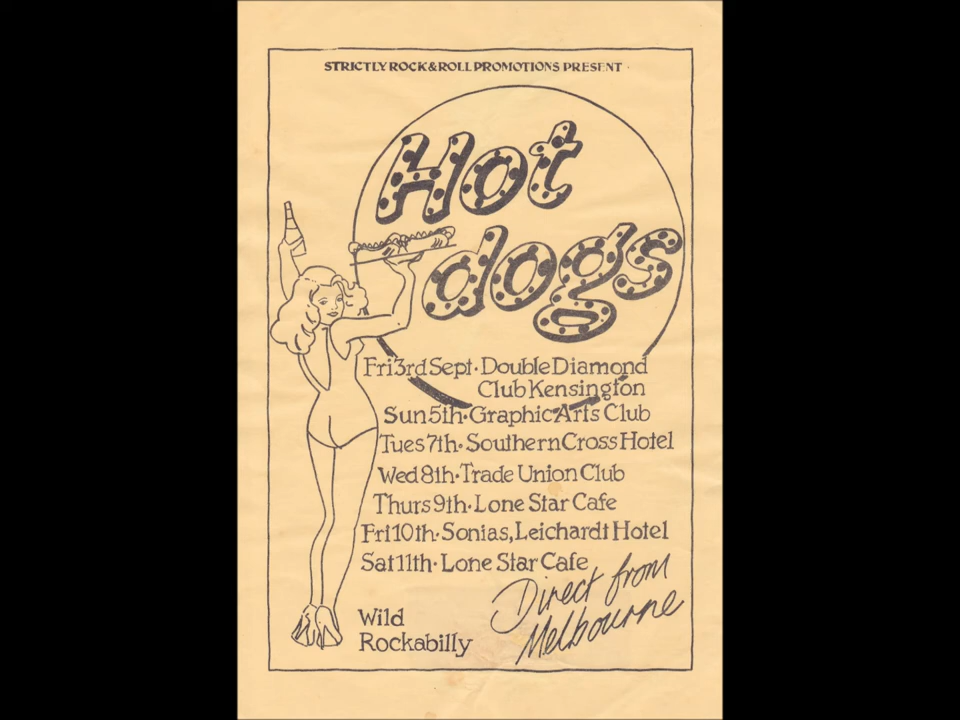 STRICTLY ROCK & ROLL PROMOTIONS PRESENT
Hot
dogs
Fri 3rd Sept · Double Diamond
Club Kensington
Sun 5th · Graphic Arts Club
Tues 7th · Southern Cross Hotel
Wed 8th · Trade Union Club
Thurs 9th · Lone Star Cafe
Fri 10th · Sonias, Leichardt Hotel
Sat 11th · Lone Star Cafe
Direct from
Melbourne
Wild
Rockabilly